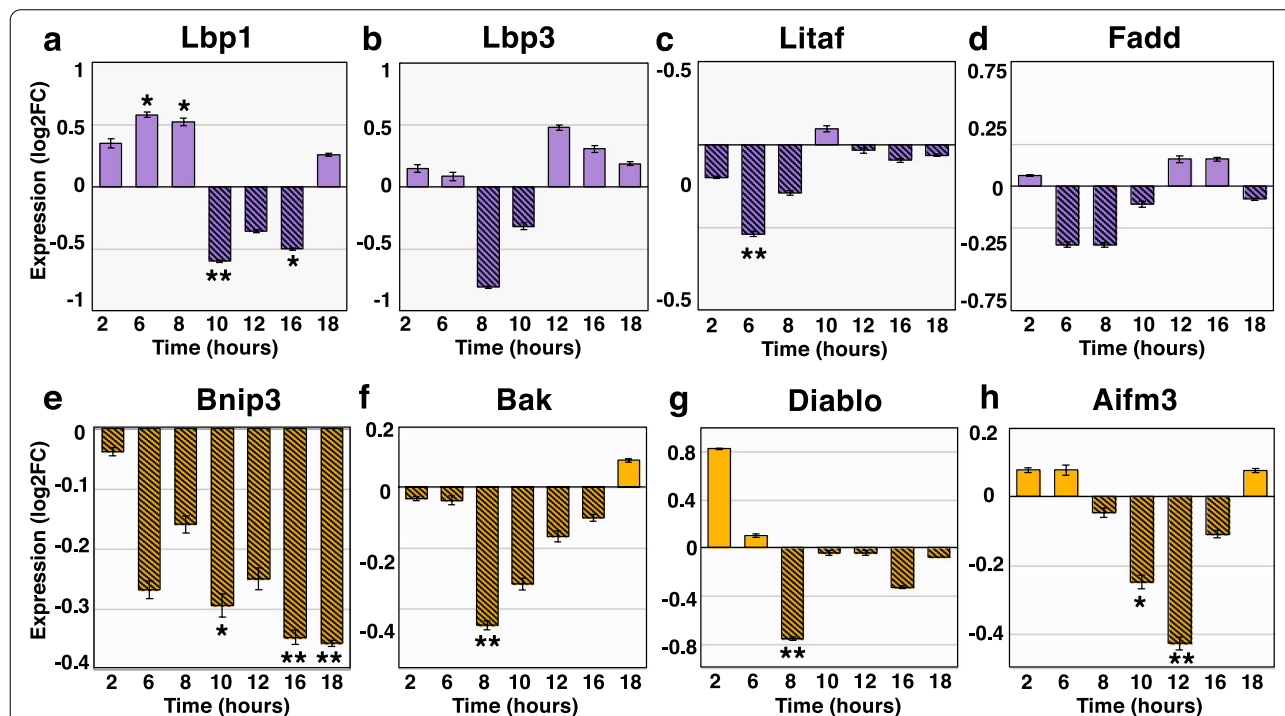 a Lbp1
b Lbp3
c Litaf
d Fadd
Expression (log2FC)
1
0.5
0
-0.5
-1
* * ** *
2 6 8 10 12 16 18
Time (hours)
1
0.5
0
-0.5
-1
2 6 8 10 12 16 18
Time (hours)
-0.5
0
-0.5
**
2 6 8 10 12 16 18
Time (hours)
0.75
0.25
0
-0.25
-0.75
2 6 8 10 12 16 18
Time (hours)
e Bnip3
f Bak
g Diablo
h Aifm3
Expression (log2FC)
0
-0.1
-0.2
-0.3
-0.4
* ** **
2 6 8 10 12 16 18
Time (hours)
0.2
0
-0.2
-0.4
**
2 6 8 10 12 16 18
Time (hours)
0.8
0.4
0
-0.4
-0.8
**
2 6 8 10 12 16 18
Time (hours)
0.2
0
-0.2
-0.4
* **
2 6 8 10 12 16 18
Time (hours)